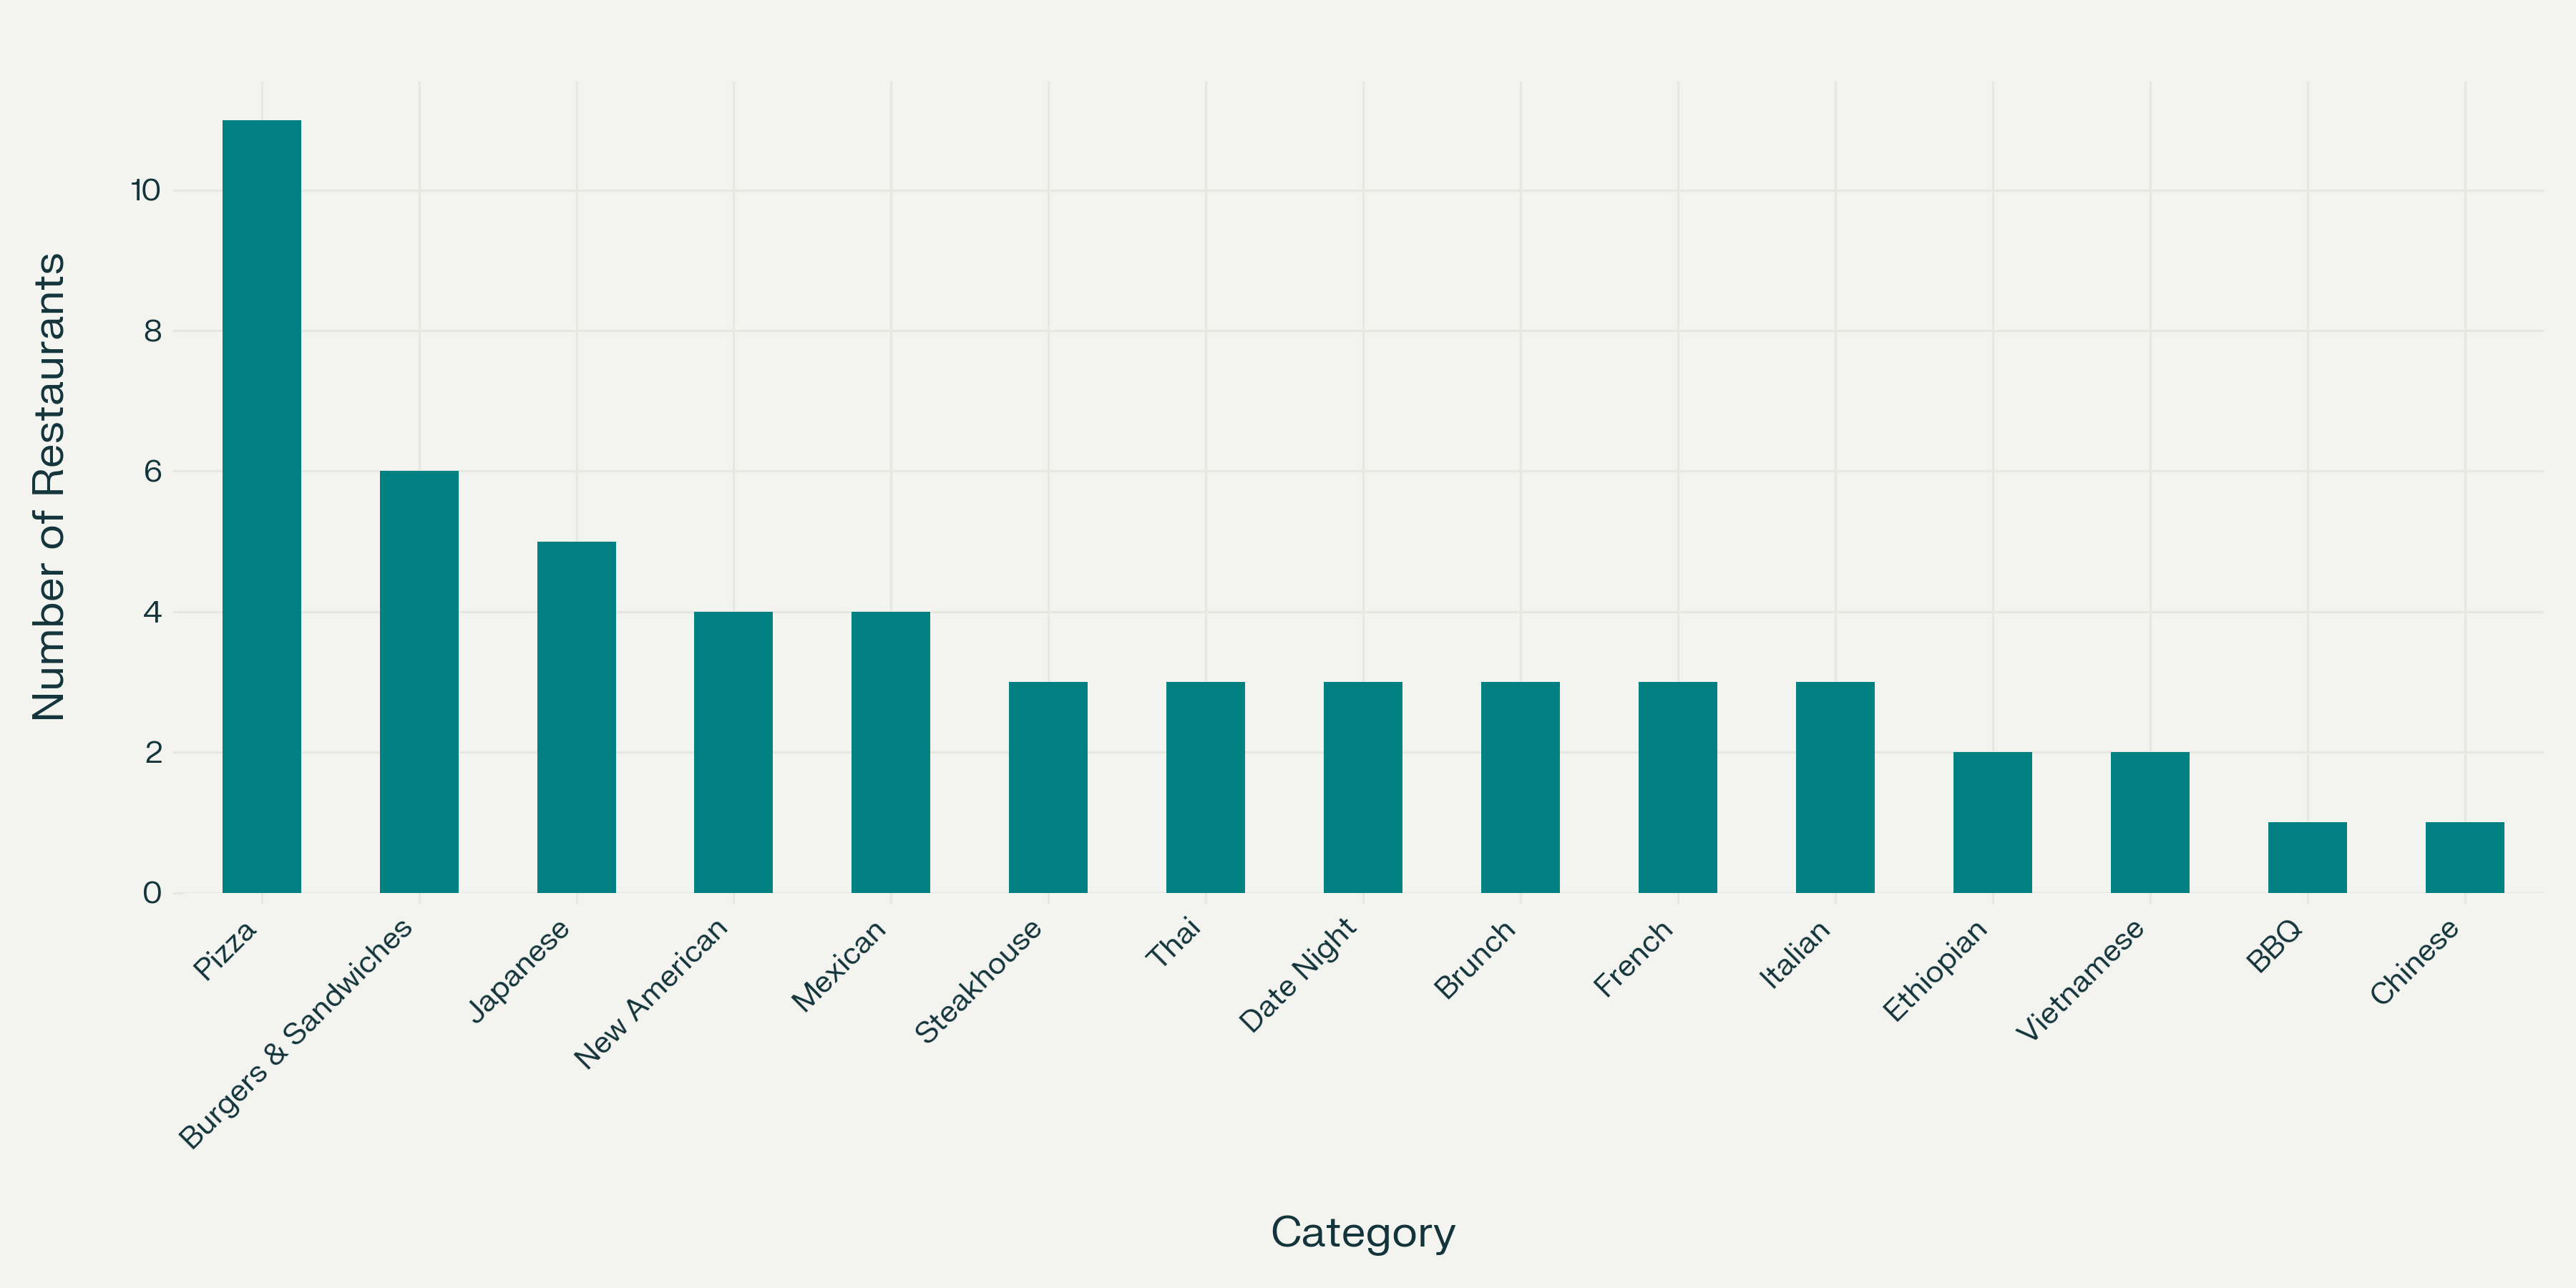 Number of Restaurants
10
8
6
4
2
0
Pizza
Burgers & Sandwiches
Japanese
New American
Mexican
Steakhouse
Thai
Date Night
Brunch
French
Italian
Ethiopian
Vietnamese
BBQ
Chinese
Category